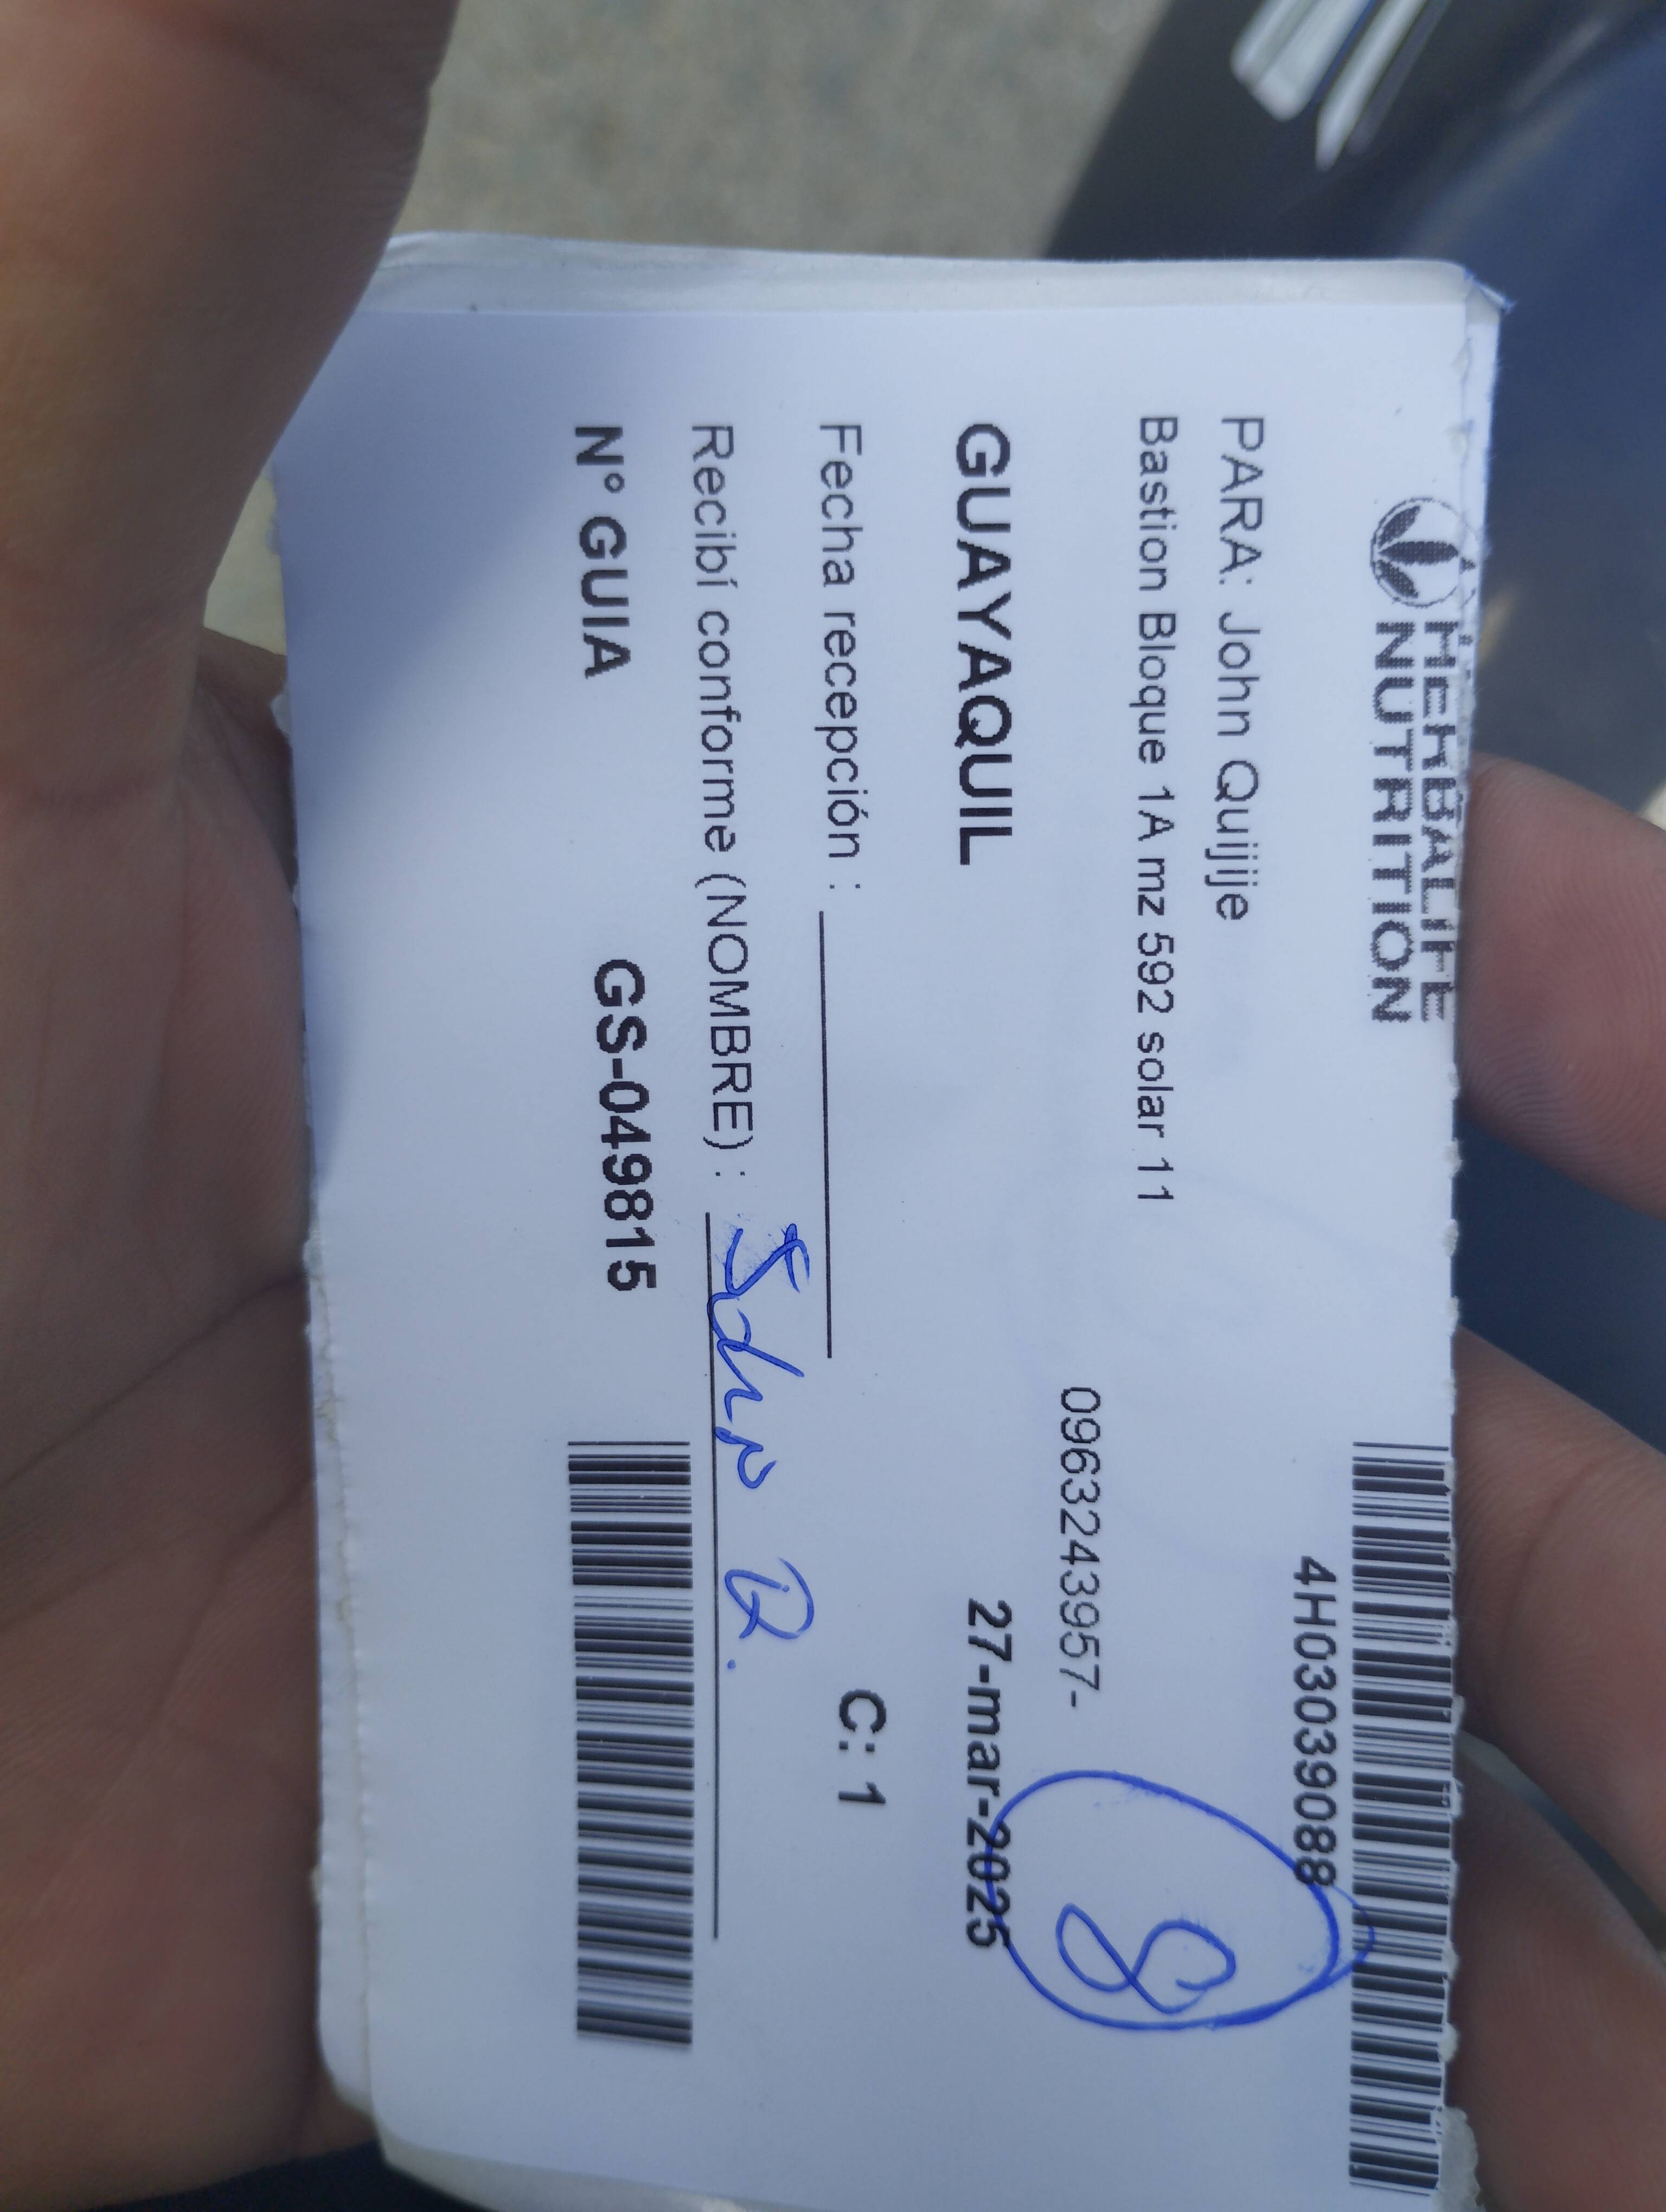 HERBALIFE
NUTRITION
4H03039088
PARA: John Quijije
Bastion Bloque 1A mz 592 solar 11
0963243957-
8
GUAYAQUIL
27-mar-2025
Fecha recepción :
C: 1
Recibí conforme (NOMBRE) :
N° GUIA
GS-049815